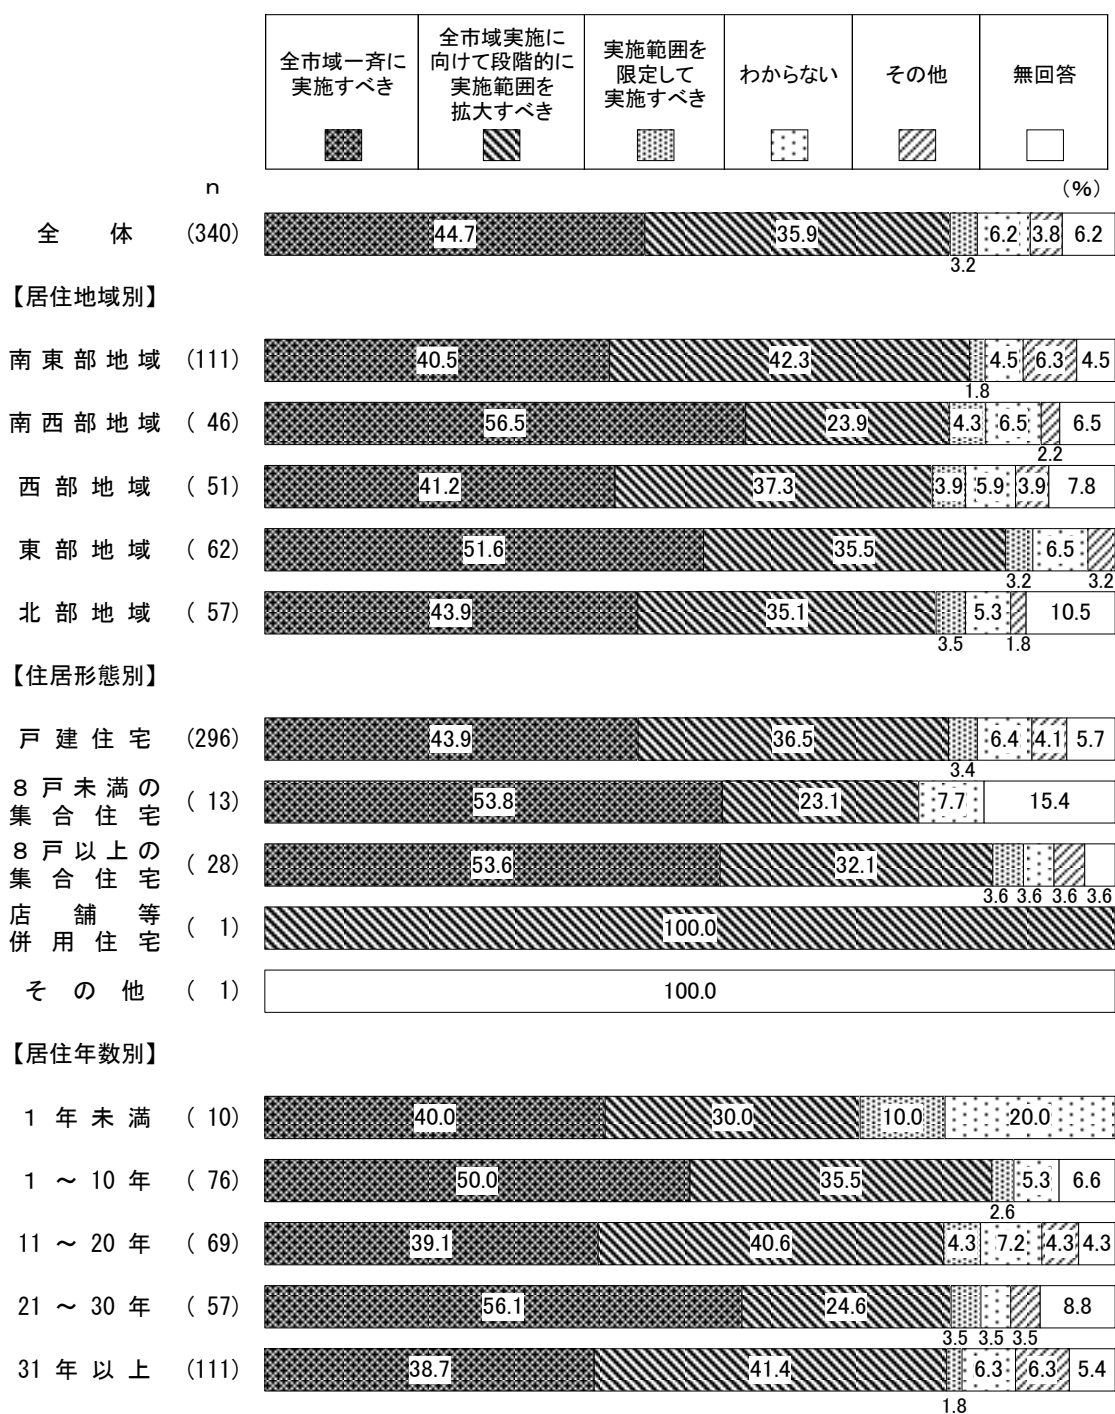 全市域一斉に
実施すべき
全市域実施に
向けて段階的に
実施範囲を
拡大すべき
実施範囲を
限定して
実施すべき
わからない
その他
無回答
n
(%)
全体 (340) 44.7 35.9 3.2 6.2 3.8 6.2
【居住地域別】
南東部地域 (111) 40.5 42.3 1.8 4.5 6.3 4.5
南西部地域 ( 46) 56.5 23.9 4.3 6.5 2.2 6.5
西部地域 ( 51) 41.2 37.3 3.9 5.9 3.9 7.8
東部地域 ( 62) 51.6 35.5 3.2 6.5 3.2
北部地域 ( 57) 43.9 35.1 3.5 5.3 1.8 10.5
【住居形態別】
戸建住宅 (296) 43.9 36.5 3.4 6.4 4.1 5.7
8戸未満の
集合住宅 ( 13) 53.8 23.1 7.7 15.4
8戸以上の
集合住宅 ( 28) 53.6 32.1 3.6 3.6 3.6 3.6
店舗等
併用住宅 ( 1) 100.0
その他 ( 1) 100.0
【居住年数別】
1年未満 ( 10) 40.0 30.0 10.0 20.0
1～10年 ( 76) 50.0 35.5 2.6 5.3 6.6
11～20年 ( 69) 39.1 40.6 4.3 7.2 4.3 4.3
21～30年 ( 57) 56.1 24.6 3.5 3.5 3.5 8.8
31年以上 (111) 38.7 41.4 1.8 6.3 6.3 5.4